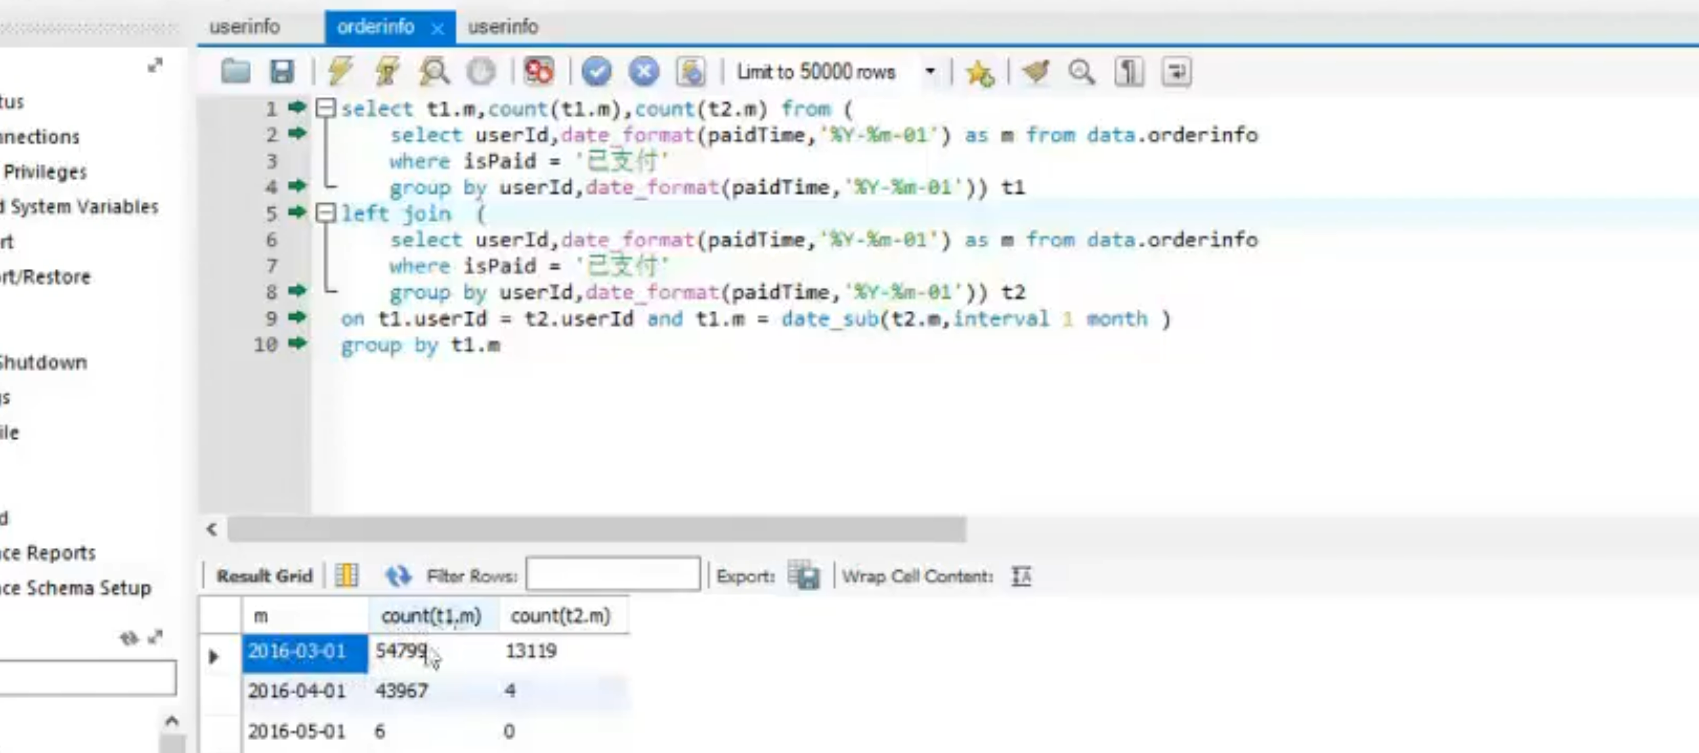 userinfo orderinfo userinfo
Limit to 50000 rows
tus
nnections
Privileges
d System Variables
rt
rt/Restore
Shutdown
gs
ile
d
ce Reports
nce Schema Setup
1 select t1.m,count(t1.m),count(t2.m) from (
2 select userId,date_format(paidTime,'%Y-%m-01') as m from data.orderinfo
3 where isPaid = '已支付'
4 group by userId,date_format(paidTime,'%Y-%m-01')) t1
5 left join (
6 select userId,date_format(paidTime,'%Y-%m-01') as m from data.orderinfo
7 where isPaid = '已支付'
8 group by userId,date_format(paidTime,'%Y-%m-01')) t2
9 on t1.userId = t2.userId and t1.m = date_sub(t2.m,interval 1 month )
10 group by t1.m
Result Grid Filter Rows: Export: Wrap Cell Content:
m count(t1.m) count(t2.m)
2016-03-01 54799 13119
2016-04-01 43967 4
2016-05-01 6 0